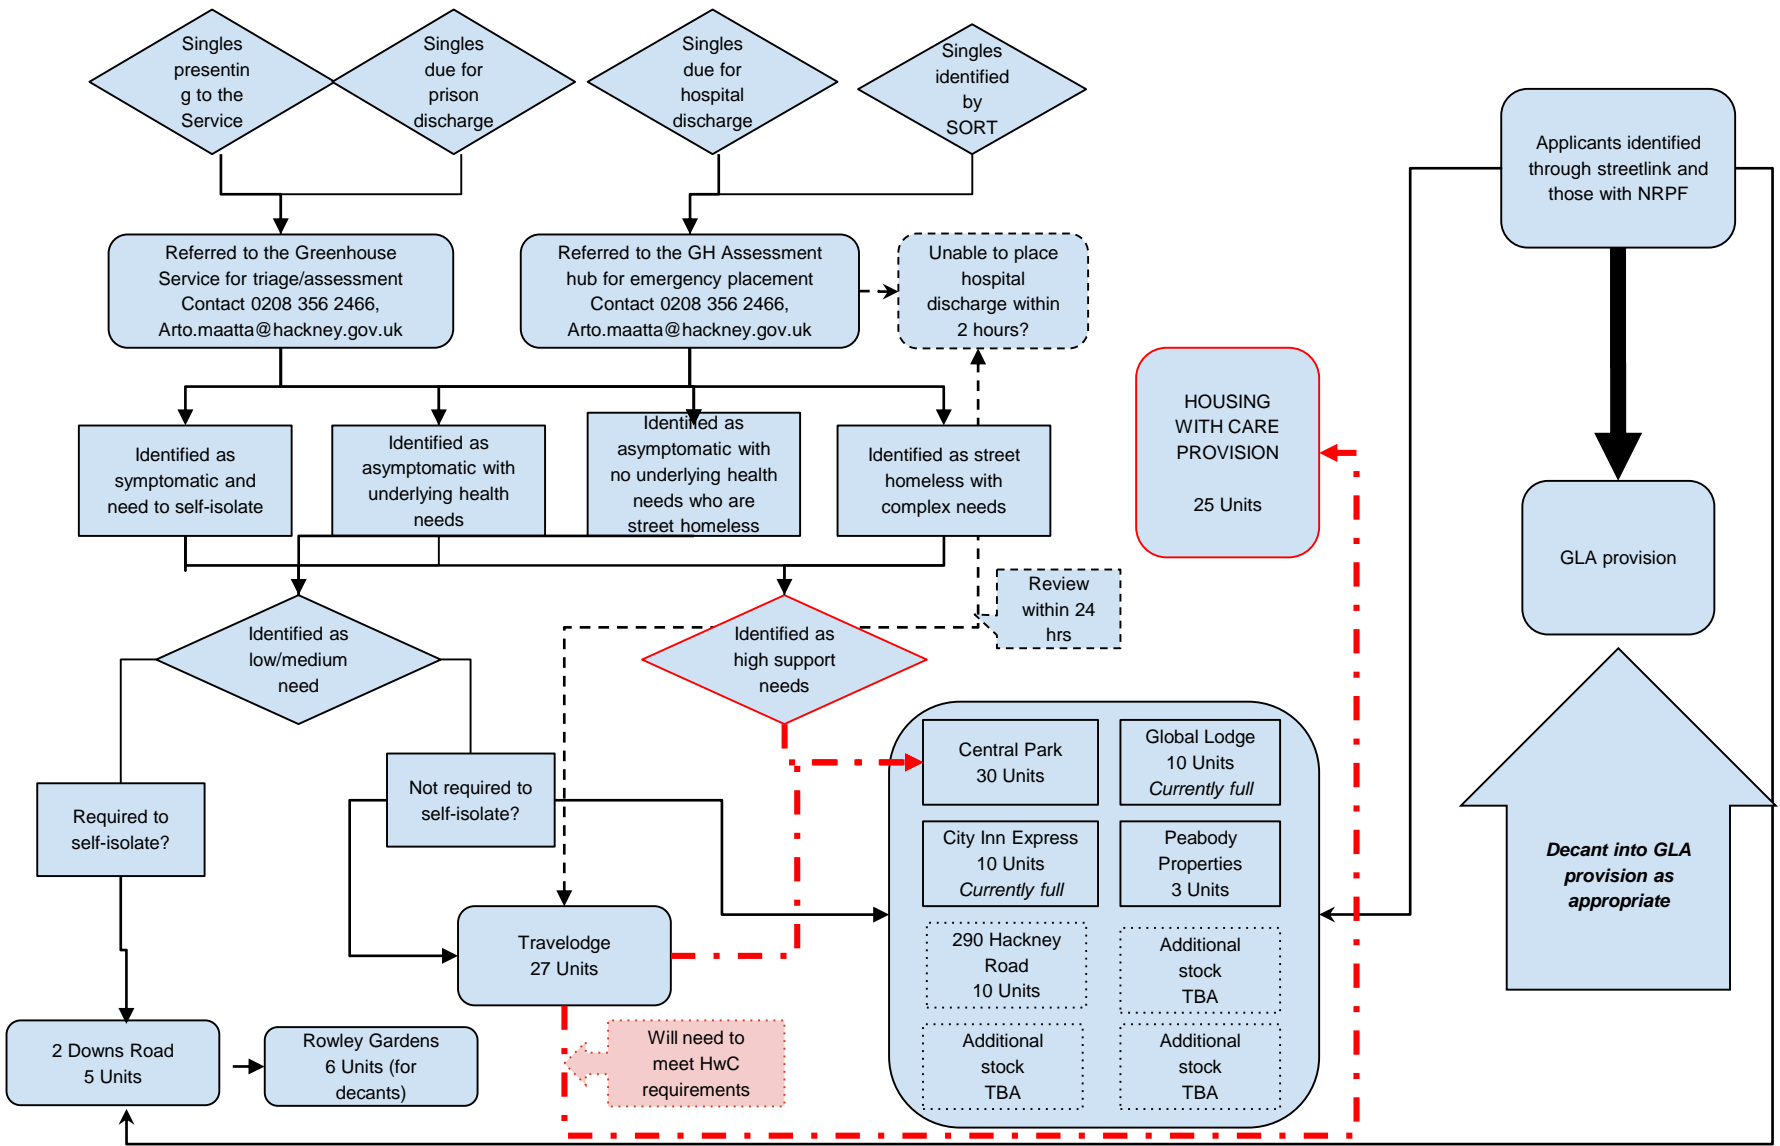 Singles
presentin
g to the
Service
Singles
due for
prison
discharge
Singles
due for
hospital
discharge
Singles
identified
by
SORT
Applicants identified
through streetlink and
those with NRPF
Referred to the Greenhouse
Service for triage/assessment
Contact 0208 356 2466,
Arto.maatta@hackney.gov.uk
Referred to the GH Assessment
hub for emergency placement
Contact 0208 356 2466,
Arto.maatta@hackney.gov.uk
Unable to place
hospital
discharge within
2 hours?
HOUSING
WITH CARE
PROVISION
25 Units
Identified as
symptomatic and
need to self-isolate
Identified as
asymptomatic with
underlying health
needs
Identified as
asymptomatic with
no underlying health
needs who are
street homeless
Identified as street
homeless with
complex needs
GLA provision
Review
within 24
hrs
Identified as
low/medium
need
Identified as
high support
needs
Required to
self-isolate?
Not required to
self-isolate?
Central Park
30 Units
Global Lodge
10 Units
Currently full
City Inn Express
10 Units
Currently full
Peabody
Properties
3 Units
290 Hackney
Road
10 Units
Additional
stock
TBA
Additional
stock
TBA
Additional
stock
TBA
Decant into GLA
provision as
appropriate
Travelodge
27 Units
2 Downs Road
5 Units
Rowley Gardens
6 Units (for
decants)
Will need to
meet HwC
requirements